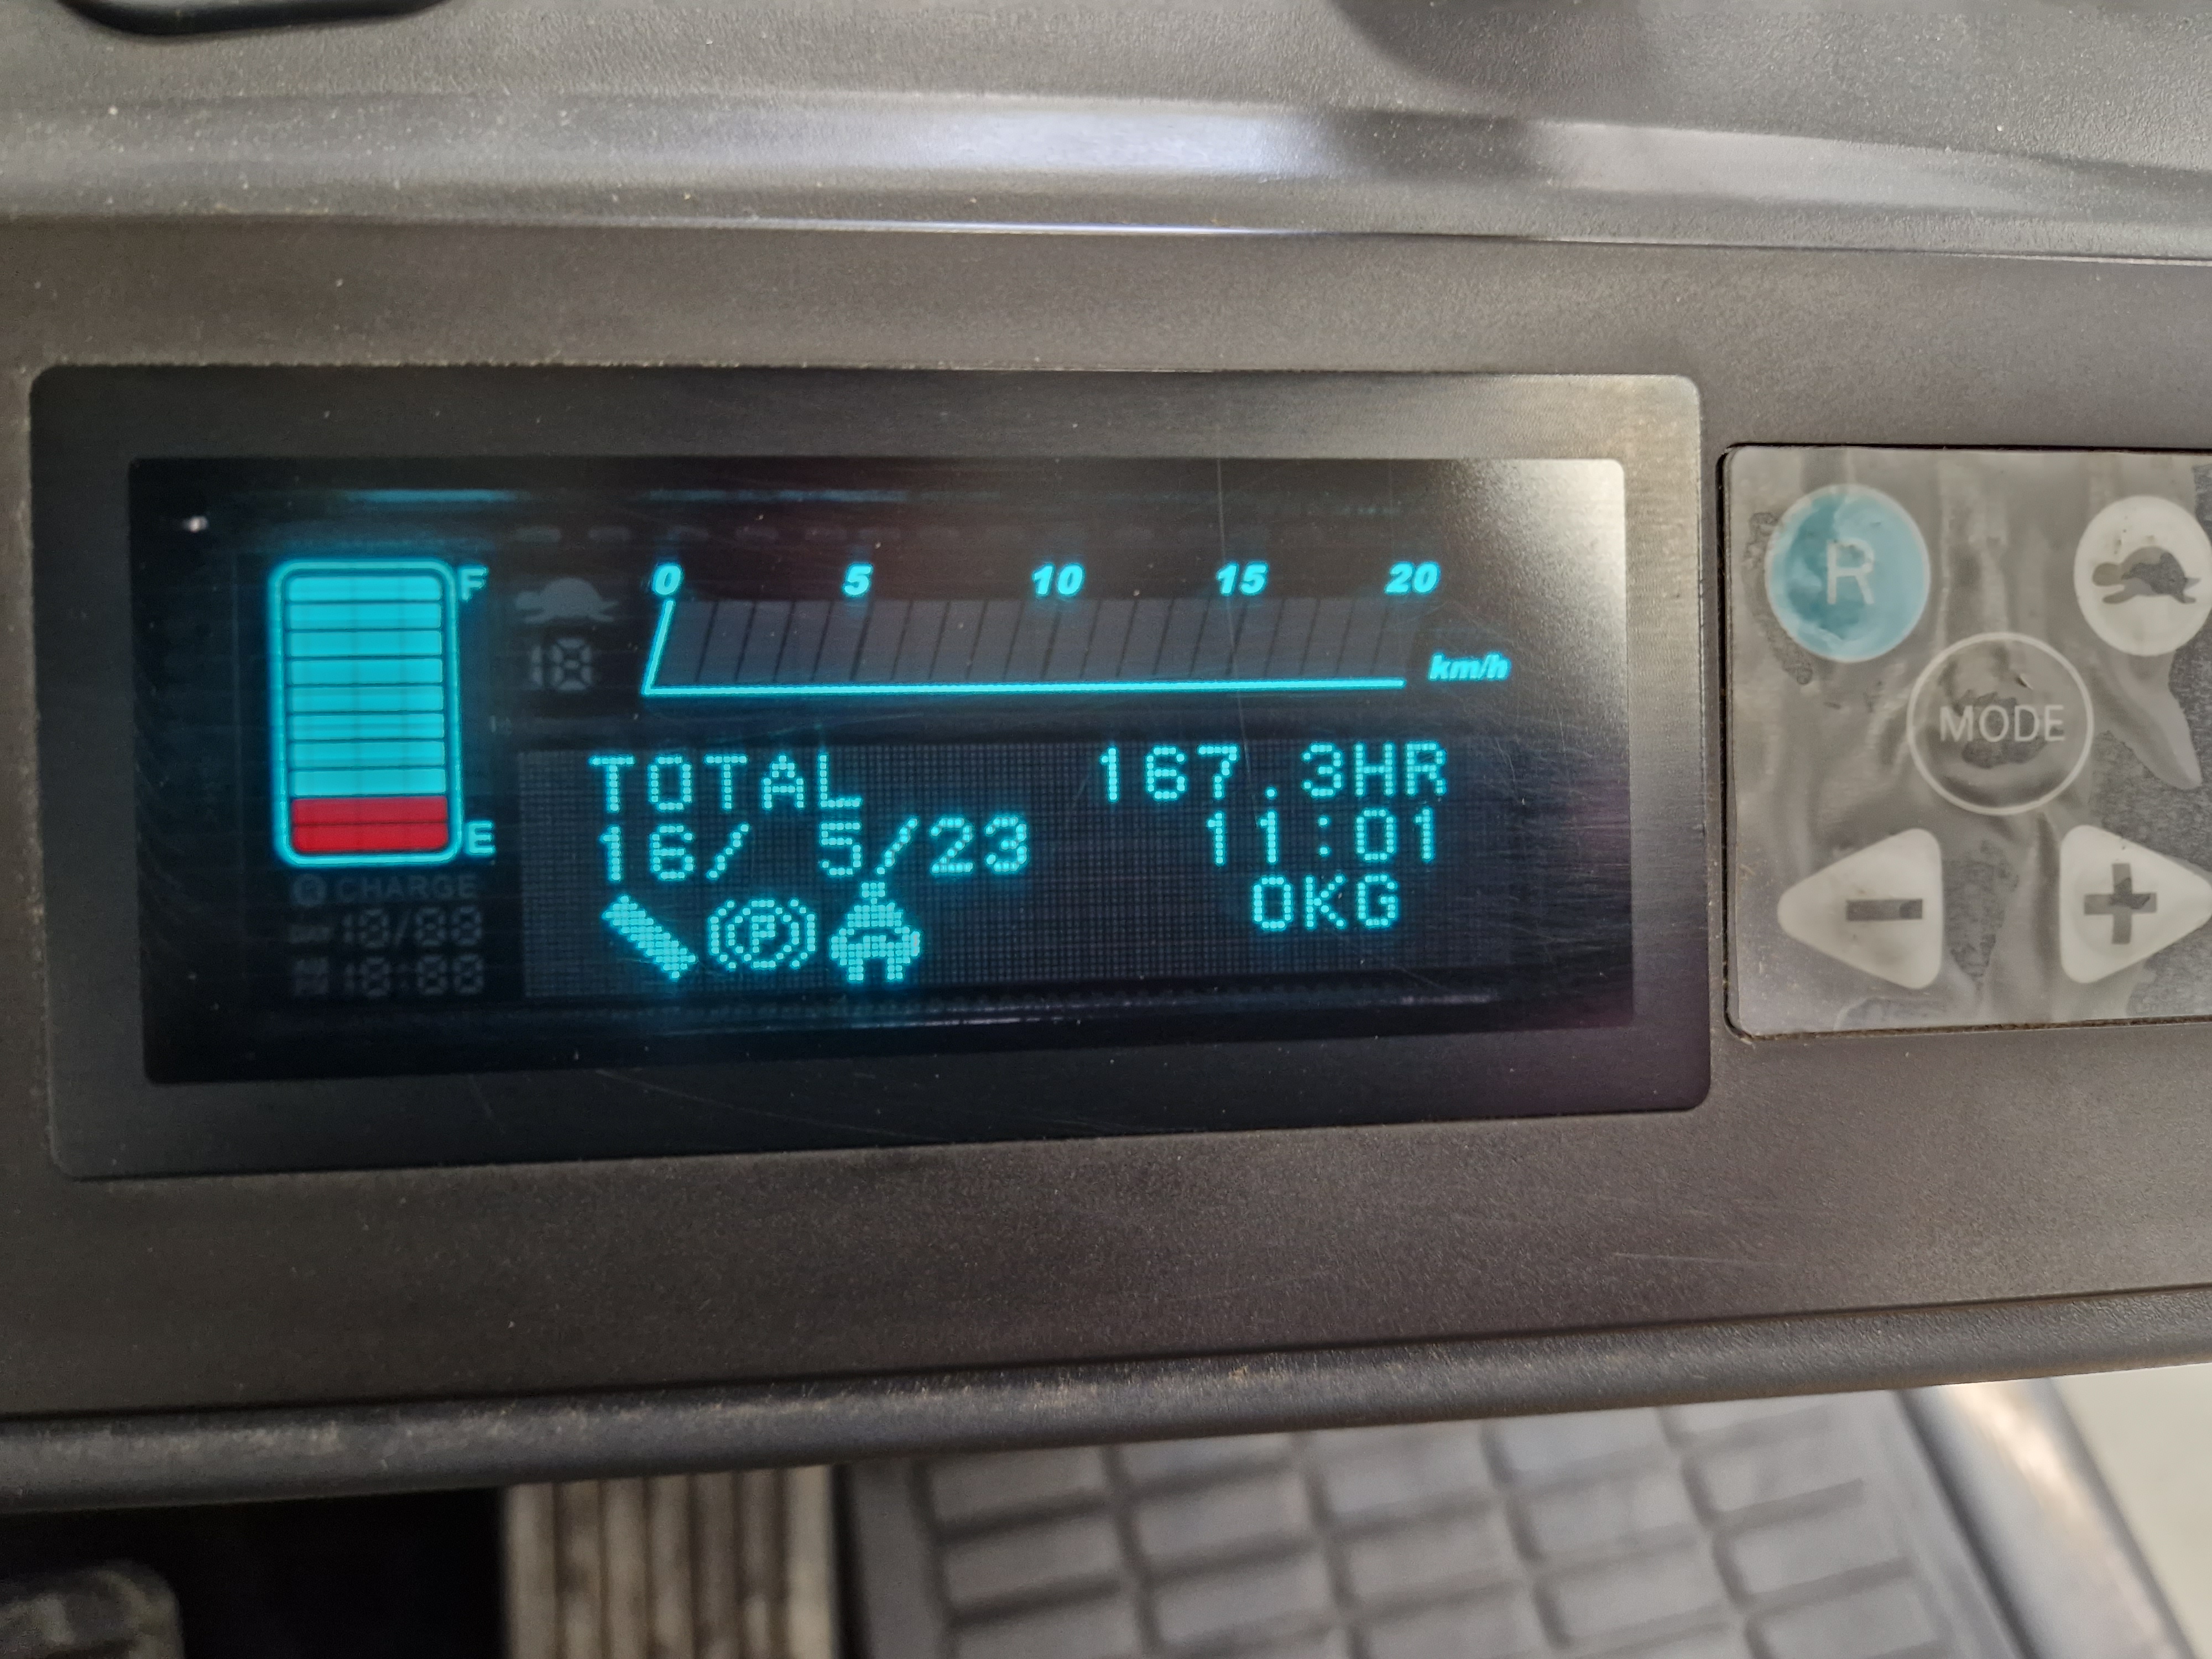 F
0 5 10 15 20
km/h
TOTAL 167.3HR
16/ 5/23 11:01
0KG
E
CHARGE
P
R
MODE
- +